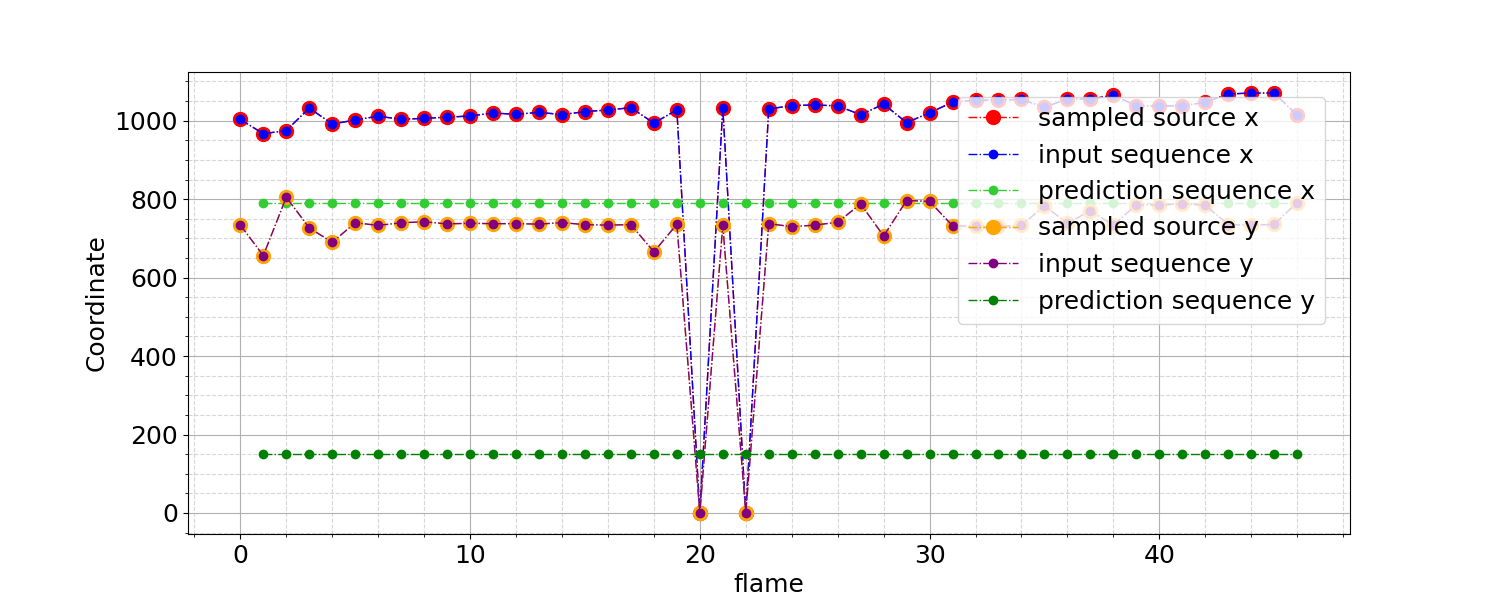 1000
800
600
400
200
0
Coordinate
sampled source x
input sequence x
prediction sequence x
sampled source y
input sequence y
prediction sequence y
0 10 20 30 40
flame